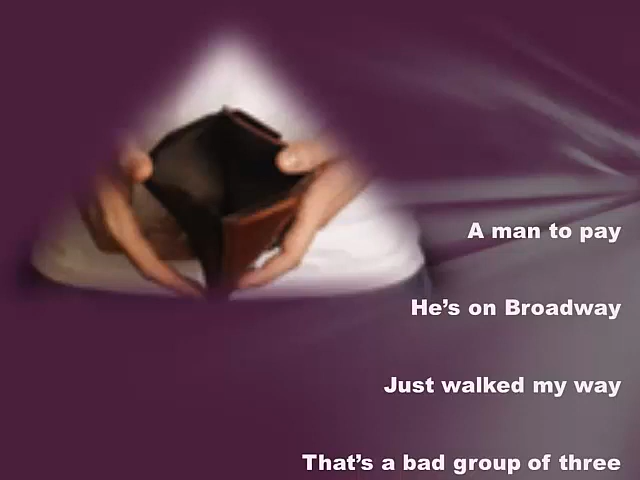 A man to pay
He's on Broadway
Just walked my way
That's a bad group of three